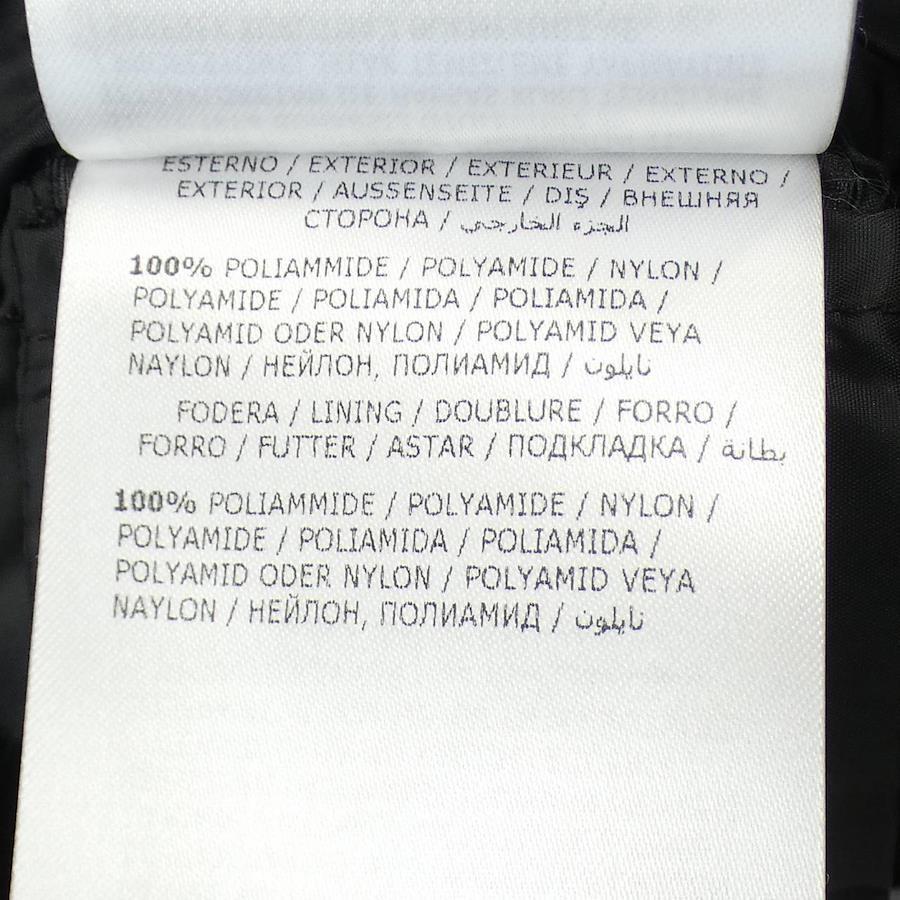 ESTERNO / EXTERIOR / EXTERIEUR / EXTERNO /
EXTERIOR / AUSSENSEITE / DIŞ / ВНЕШНЯЯ
СТОРОНА / الجزء الخارجي
100% POLIAMMIDE / POLYAMIDE / NYLON /
POLYAMIDE / POLIAMIDA / POLIAMIDA /
POLYAMID ODER NYLON / POLYAMID VEYA
NAYLON / НЕЙЛОН, ПОЛИАМИД / نايلون
FODERA / LINING / DOUBLURE / FORRO /
FORRO / FUTTER / ASTAR / ПОДКЛАДКА / بطانة
100% POLIAMMIDE / POLYAMIDE / NYLON /
POLYAMIDE / POLIAMIDA / POLIAMIDA /
POLYAMID ODER NYLON / POLYAMID VEYA
NAYLON / НЕЙЛОН, ПОЛИАМИД / نايلون